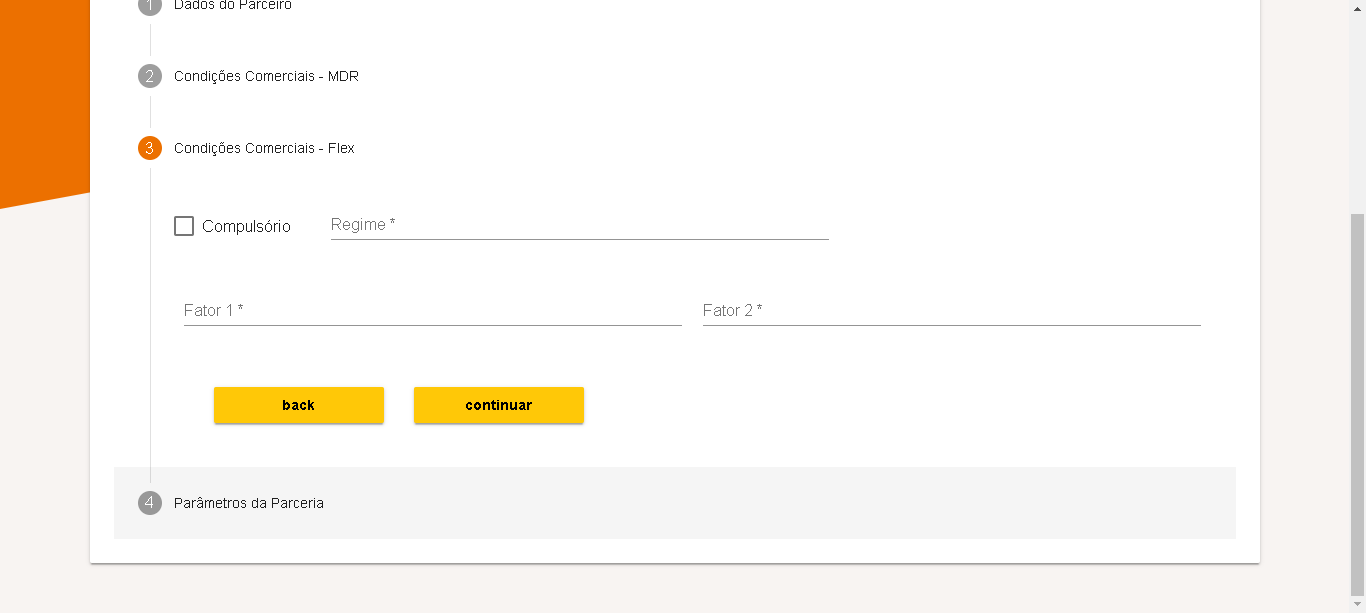 1 Dados do Parceiro
2 Condições Comerciais - MDR
3 Condições Comerciais - Flex
Compulsório Regime *
Fator 1 * Fator 2 *
back continuar
4 Parâmetros da Parceria